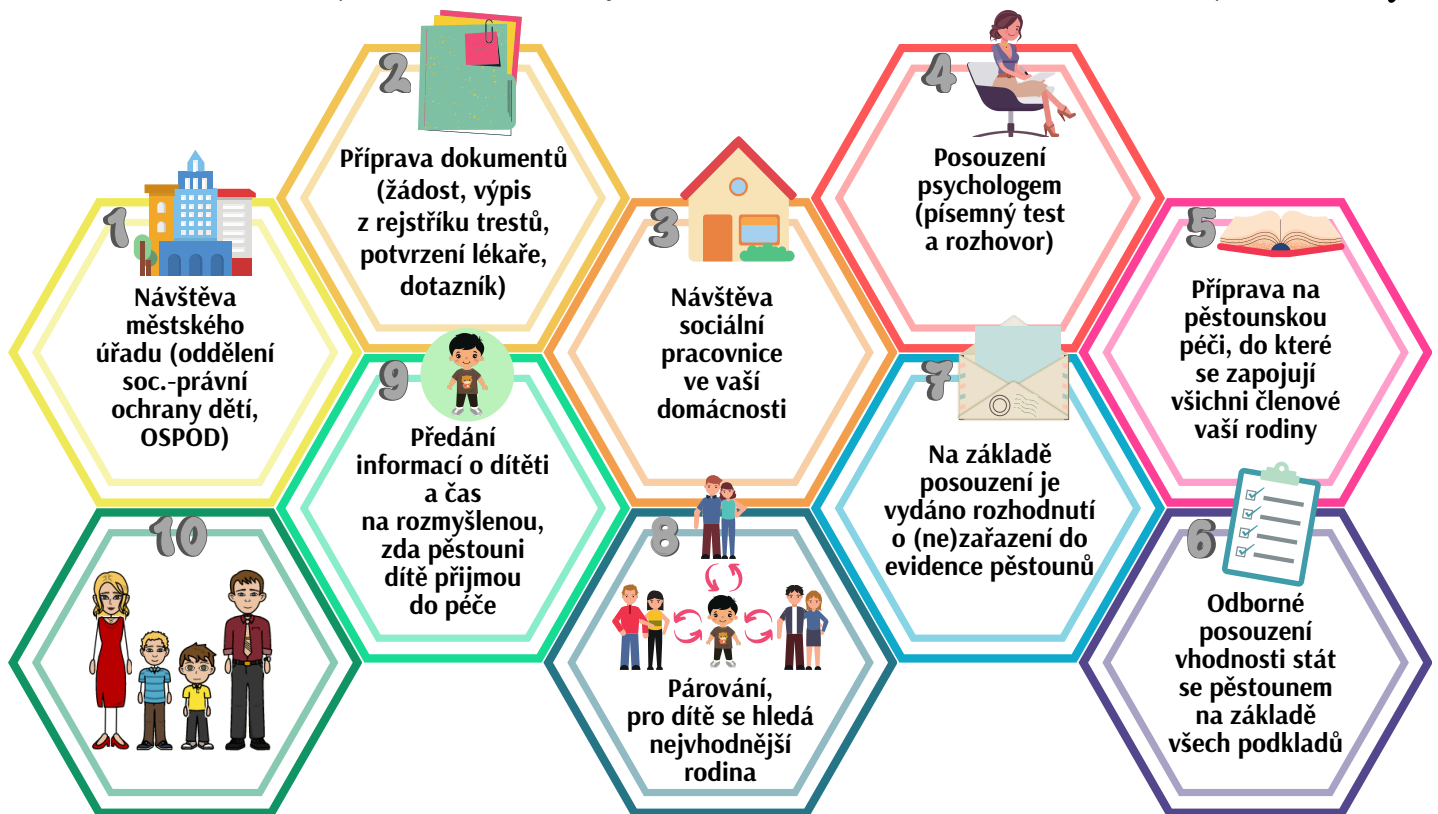 1
Návštěva
městského
úřadu (oddělení
soc.-právní
ochrany dětí,
OSPOD)
2
Příprava dokumentů
(žádost, výpis
z rejstříku trestů,
potvrzení lékaře,
dotazník)
3
Návštěva
sociální
pracovnice
ve vaší
domácnosti
4
Posouzení
psychologem
(písemný test
a rozhovor)
5
Příprava na
pěstounskou
péči, do které
se zapojují
všichni členové
vaší rodiny
6
Odborné
posouzení
vhodnosti stát
se pěstounem
na základě
všech podkladů
7
Na základě
posouzení je
vydáno rozhodnutí
o (ne)zařazení do
evidence pěstounů
8
Párování,
pro dítě se hledá
nejvhodnější
rodina
9
Předání
informací o dítěti
a čas
na rozmyšlenou,
zda pěstouni
dítě přijmou
do péče
10